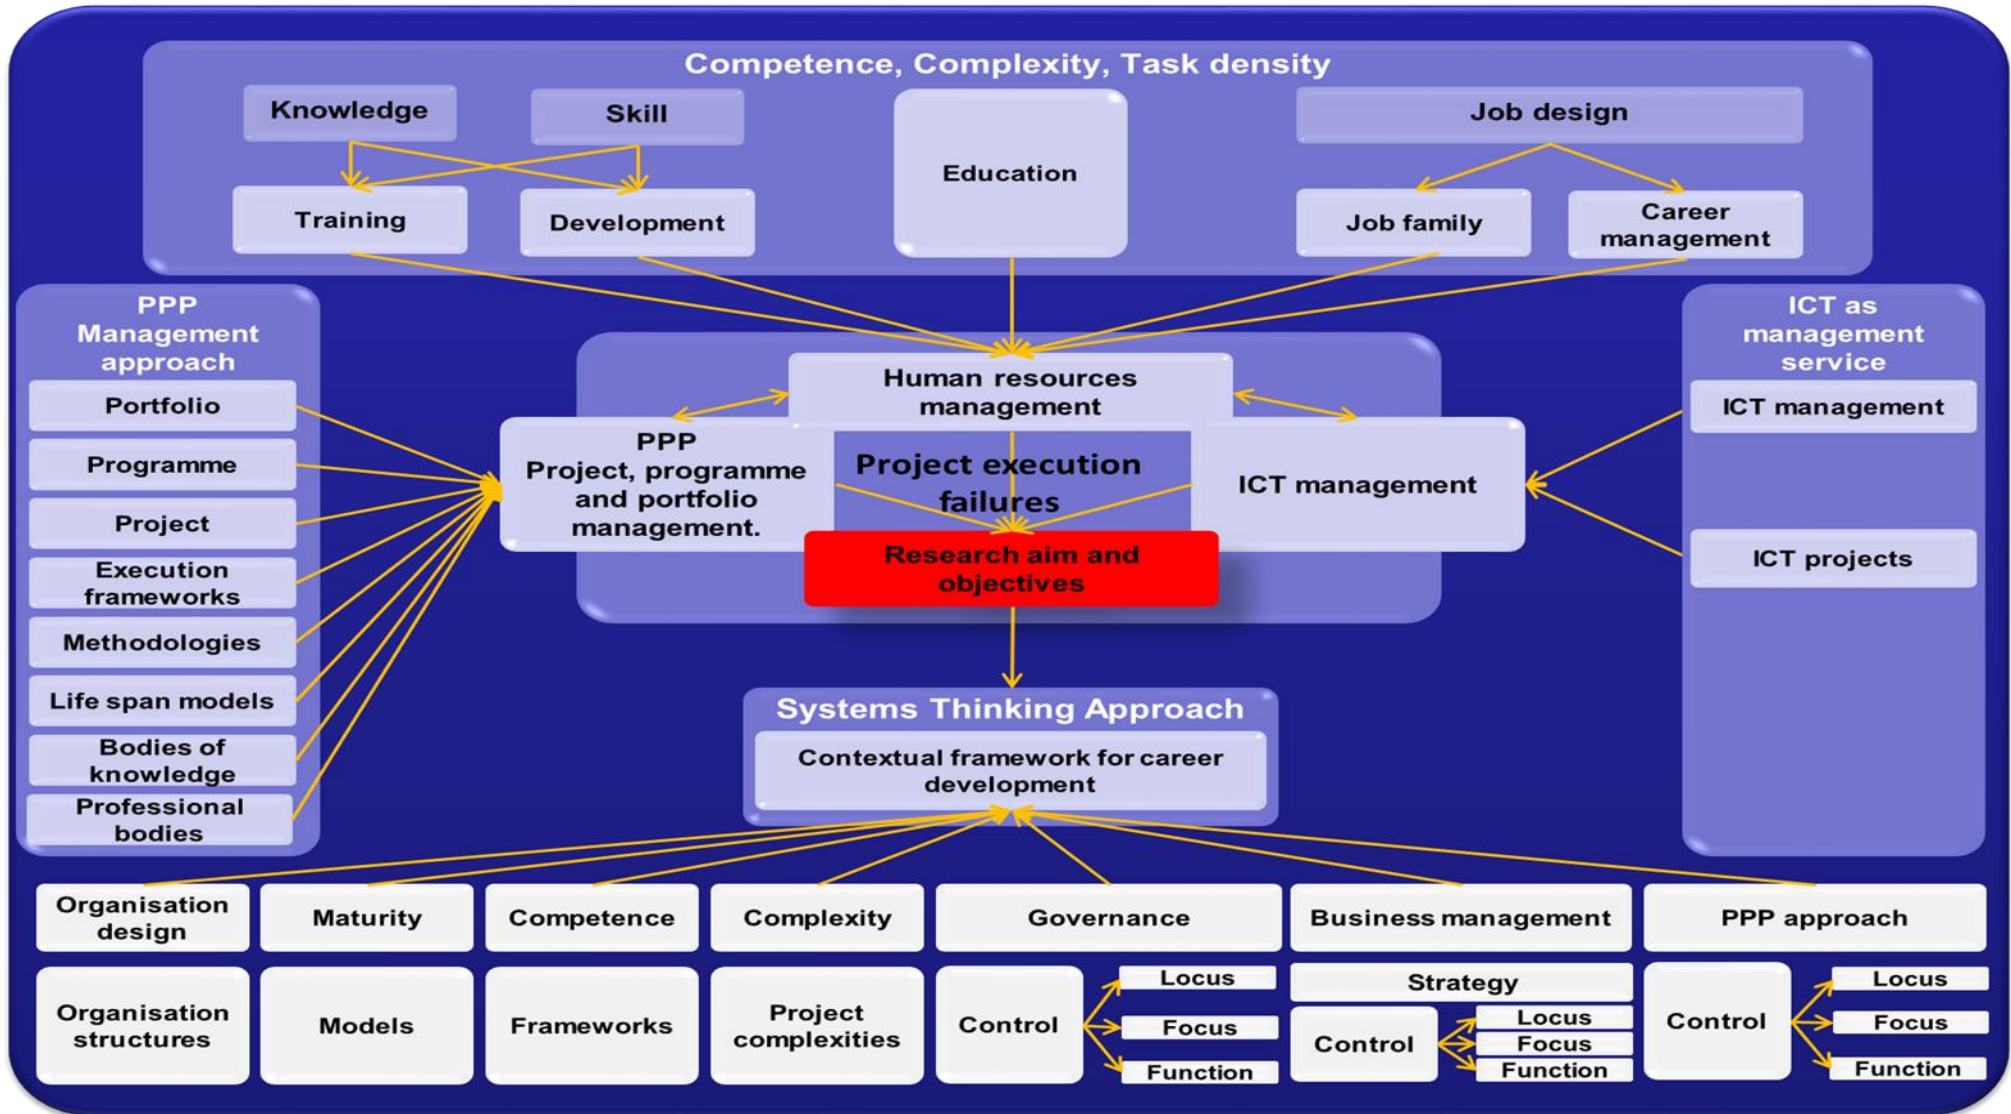 Competence, Complexity, Task density
Knowledge
Skill
Education
Job design
Training
Development
Job family
Career
management
PPP
Management
approach
Portfolio
Programme
Project
Execution
frameworks
Methodologies
Life span models
Bodies of
knowledge
Professional
bodies
Human resources
management
PPP
Project, programme
and portfolio
management.
Project execution
failures
ICT management
Research aim and
objectives
ICT as
management
service
ICT management
ICT projects
Systems Thinking Approach
Contextual framework for career
development
Organisation
design
Maturity
Competence
Complexity
Governance
Business management
PPP approach
Organisation
structures
Models
Frameworks
Project
complexities
Control
Locus
Focus
Function
Strategy
Control
Locus
Focus
Function
Control
Locus
Focus
Function